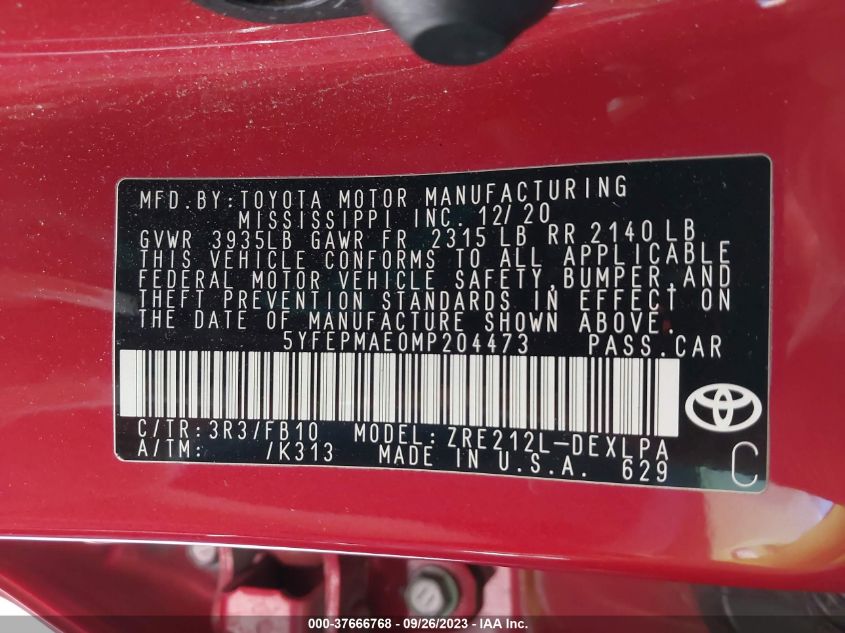 MFD.BY:TOYOTA MOTOR MANUFACTURING
MISSISSIPPI INC. 12/20
GVWR 3935LB GAWR FR 2315 LB RR 2140 LB
THIS VEHICLE CONFORMS TO ALL APPLICABLE
FEDERAL MOTOR VEHICLE SAFETY,BUMPER,AND
THEFT PREVENTION STANDARDS IN EFFECT ON
THE DATE OF MANUFACTURE SHOWN ABOVE.
5YFEPMAE0MP204473 PASS.CAR
C/TR:3R3/FB10 MODEL:ZRE212L-DEXLPA
A/TM: /K313 MADE IN U.S.A. 629
C
000-37666768 - 09/26/2023 - IAA Inc.